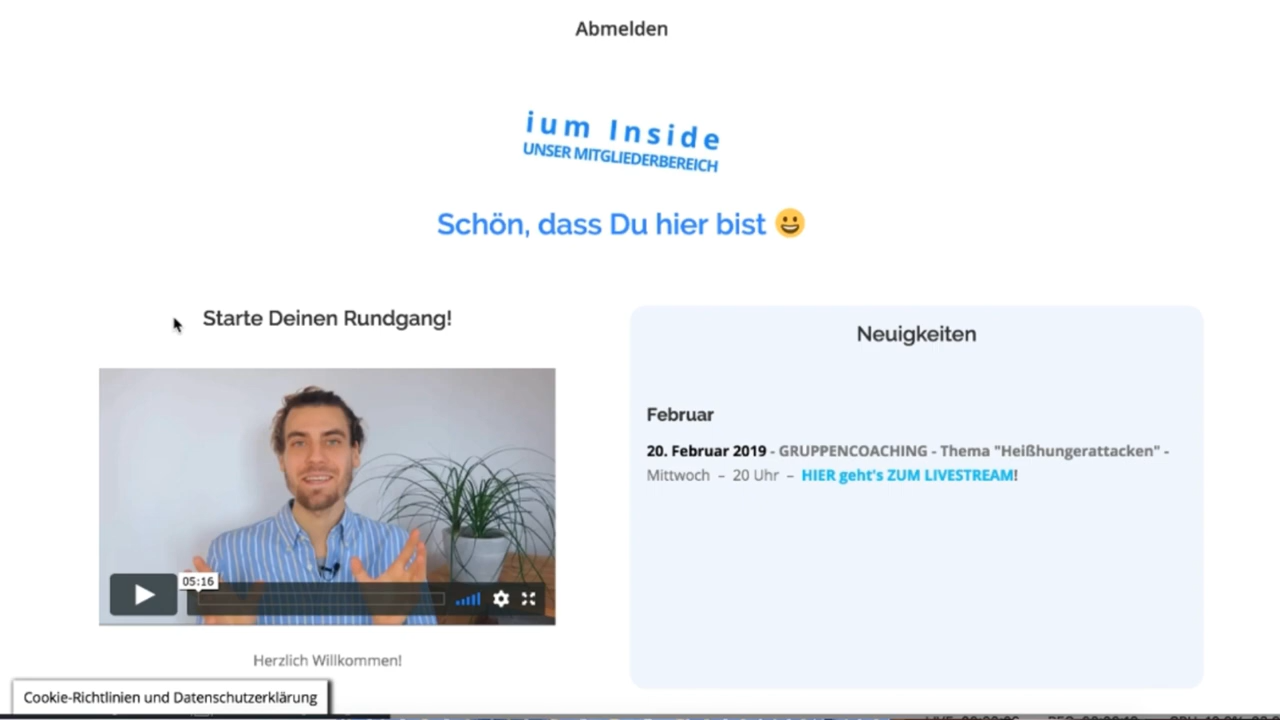 Abmelden
ium Inside
UNSER MITGLIEDERBEREICH
Schön, dass Du hier bist 😀
Starte Deinen Rundgang!
05:16
Herzlich Willkommen!
Neuigkeiten
Februar
20. Februar 2019 - GRUPPENCOACHING - Thema "Heißhungerattacken" -
Mittwoch – 20 Uhr – HIER geht's ZUM LIVESTREAM!
Cookie-Richtlinien und Datenschutzerklärung